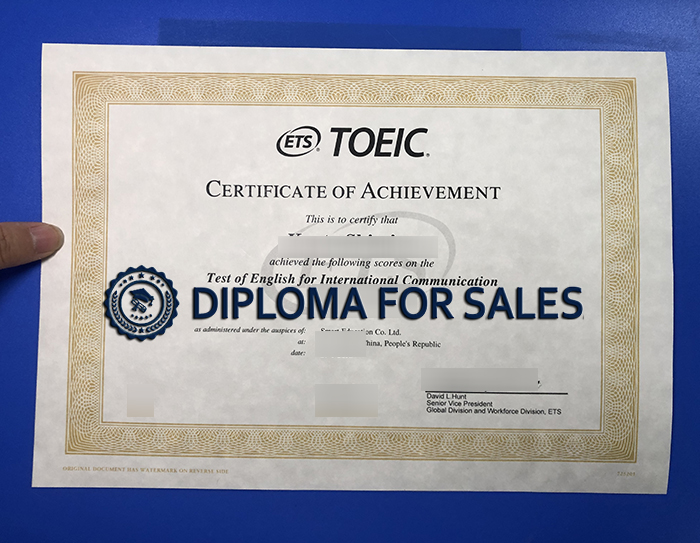 ETS® TOEIC®
CERTIFICATE OF ACHIEVEMENT
This is to certify that
achieved the following scores on the
Test of English for International Communication
DIPLOMA FOR SALES
as administered under the auspices of: Education Co. Ltd.
at: China, People's Republic
date:
David L.Hunt
Senior Vice President
Global Division and Workforce Division, ETS
ORIGINAL DOCUMENT HAS WATERMARK ON REVERSE SIDE